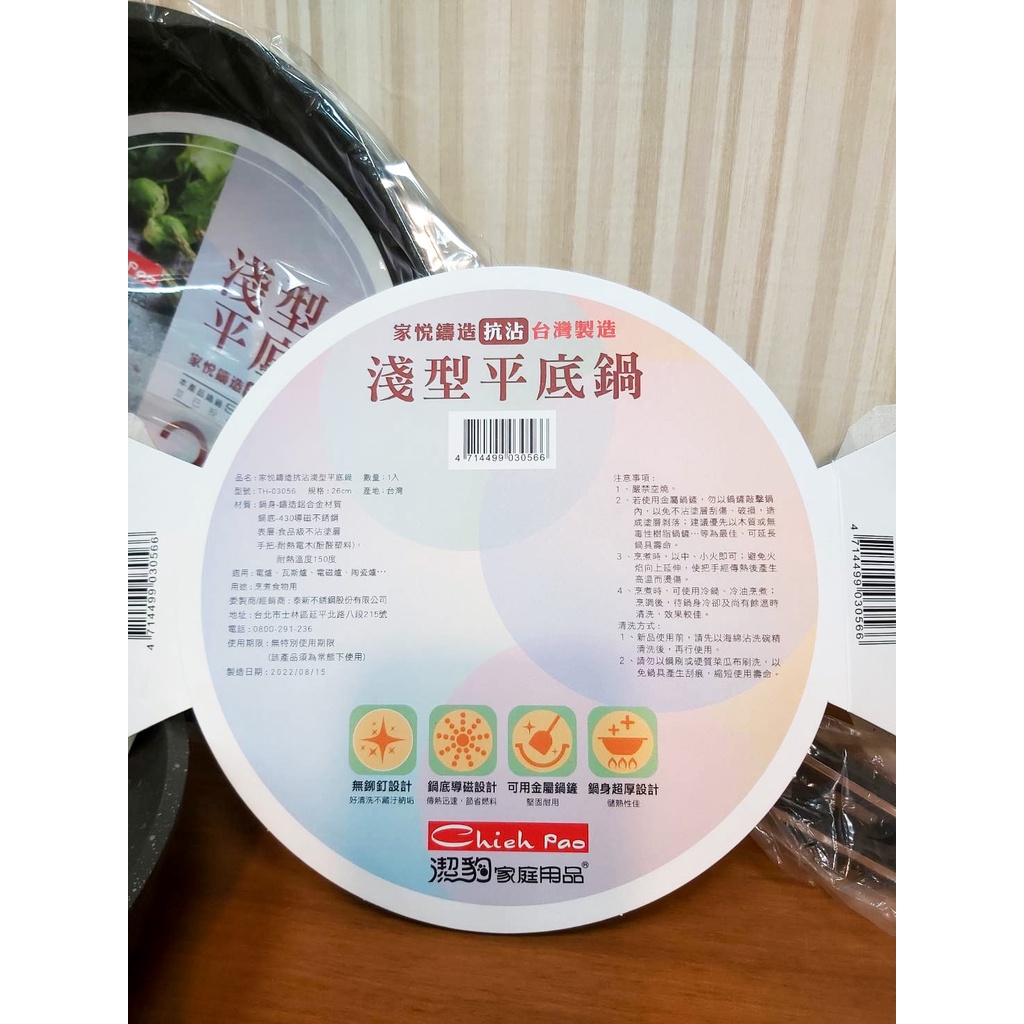 Pao
淺型
平底
家悅鑄造
家悅鑄造 抗沾 台灣製造
淺型平底鍋
4 714499 030566
品名:家悅鑄造抗沾淺型平底鍋 數量:1入
型號:TH-03056 規格:26cm 產地:台灣
材質:鍋身-鑄造鋁合金材質
鍋底-430導磁不銹鋼
表層-食品級不沾塗層
手把-耐熱電木(酚醛塑料)。
耐熱溫度150度
適用:電爐、瓦斯爐、電磁爐、陶瓷爐…
用途:烹煮食物用
委製商/經銷商:泰新不銹鋼股份有限公司
地址:台北市士林區延平北路八段215號
電話:0800-291-236
使用期限:無特別使用期限
(該產品須為常態下使用)
製造日期:2022/08/15
注意事項:
1、嚴禁空燒。
2、若使用金屬鍋鏟,勿以鍋鏟敲擊鍋
內,以免不沾塗層刮傷、破損,造
成塗層剝落;建議優先以木質或無
毒性樹脂鍋鏟…等為最佳、可延長
鍋具壽命。
3、烹煮時,以中、小火即可;避免火
焰向上延伸,使把手經傳熱後產生
高溫而燙傷。
4、烹煮時,可使用冷鍋、冷油烹煮;
烹調後,待鍋身冷卻及尚有餘溫時
清洗,效果較佳。
清洗方式:
1、新品使用前,請先以海綿沾洗碗精
清洗後,再行使用。
2、請勿以鋼刷或硬質菜瓜布刷洗,以
免鍋具產生刮痕,縮短使用壽命。
無鉚釘設計 鍋底導磁設計 可用金屬鍋鏟 鍋身超厚設計
好清洗不藏汙納垢 傳熱迅速,節省燃料 堅固耐用 儲熱性佳
Chieh Pao
潔豹家庭用品®
4 714499 030566
4 714499 030566